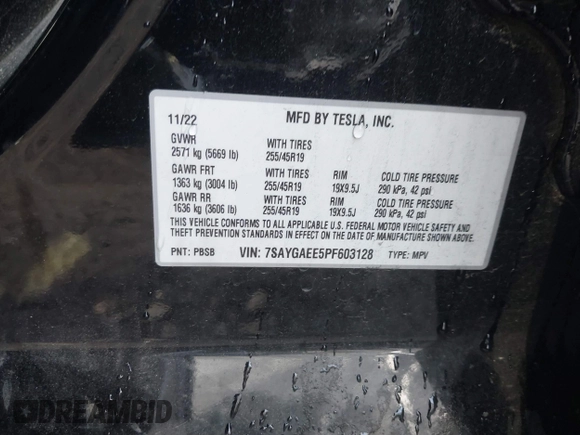 11/22 MFD BY TESLA, INC.
GVWR WITH TIRES
2571 kg (5669 lb) 255/45R19
GAWR FRT WITH TIRES RIM COLD TIRE PRESSURE
1363 kg (3004 lb) 255/45R19 19X9.5J 290 kPa, 42 psi
GAWR RR WITH TIRES RIM COLD TIRE PRESSURE
1636 kg (3606 lb) 255/45R19 19X9.5J 290 kPa, 42 psi
THIS VEHICLE CONFORMS TO ALL APPLICABLE U.S. FEDERAL MOTOR VEHICLE SAFETY AND
THEFT PREVENTION STANDARDS IN EFFECT ON THE DATE OF MANUFACTURE SHOWN ABOVE.
PNT: PBSB VIN: 7SAYGAEE5PF603128 TYPE: MPV
DREAMBID